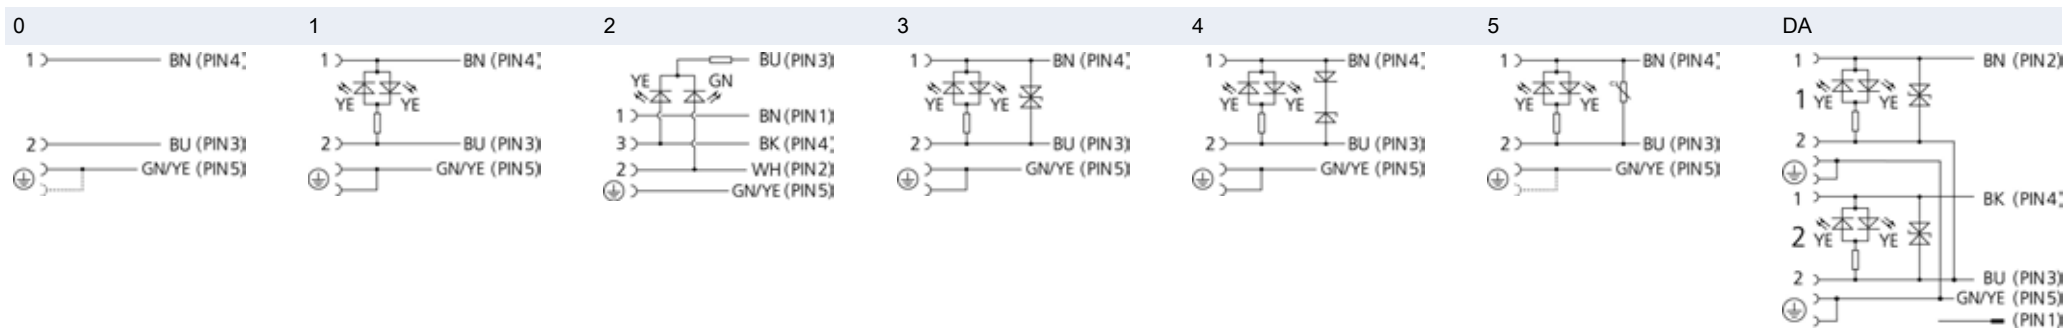 0 1 2 3 4 5 DA
1 BN (PIN4)
2 BU (PIN3)
GN/YE (PIN5)
1 BN (PIN4)
YE YE
2 BU (PIN3)
GN/YE (PIN5)
BU (PIN3)
YE GN
1 BN (PIN1)
3 BK (PIN4)
2 WH (PIN2)
GN/YE (PIN5)
1 BN (PIN4)
YE YE
2 BU (PIN3)
GN/YE (PIN5)
1 BN (PIN4)
YE YE
2 BU (PIN3)
GN/YE (PIN5)
1 BN (PIN4)
YE YE
2 BU (PIN3)
GN/YE (PIN5)
1 BN (PIN2)
1 YE YE
2
1 BK (PIN4)
2 YE YE
2 BU (PIN3)
GN/YE (PIN5)
(PIN1)